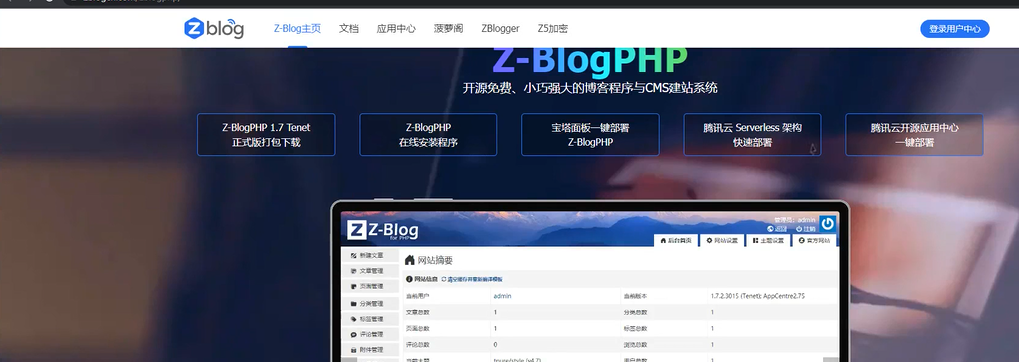 Z blog
Z-Blog主页 文档 应用中心 菠萝阁 ZBlogger Z5加密
登录用户中心
Z-BlogPHP
开源免费、小巧强大的博客程序与CMS建站系统
Z-BlogPHP 1.7 Tenet
正式版打包下载
Z-BlogPHP
在线安装程序
宝塔面板一键部署
Z-BlogPHP
腾讯云 Serverless 架构
快速部署
腾讯云开源应用中心
一键部署
Z-Blog
for PHP
管理员：admin
返回 注销
后台首页 网站设置 主题设置 官方网站
新建文章
文章管理
页面管理
分类管理
标签管理
评论管理
附件管理
网站摘要
网站信息 清空缓存并重新编译模板
当前用户 admin 当前版本 1.7.2.3015 (Tenet); AppCentre2.75
文章总数 1 分类总数 1
页面总数 1 标签总数 1
评论总数 0 浏览总数 1